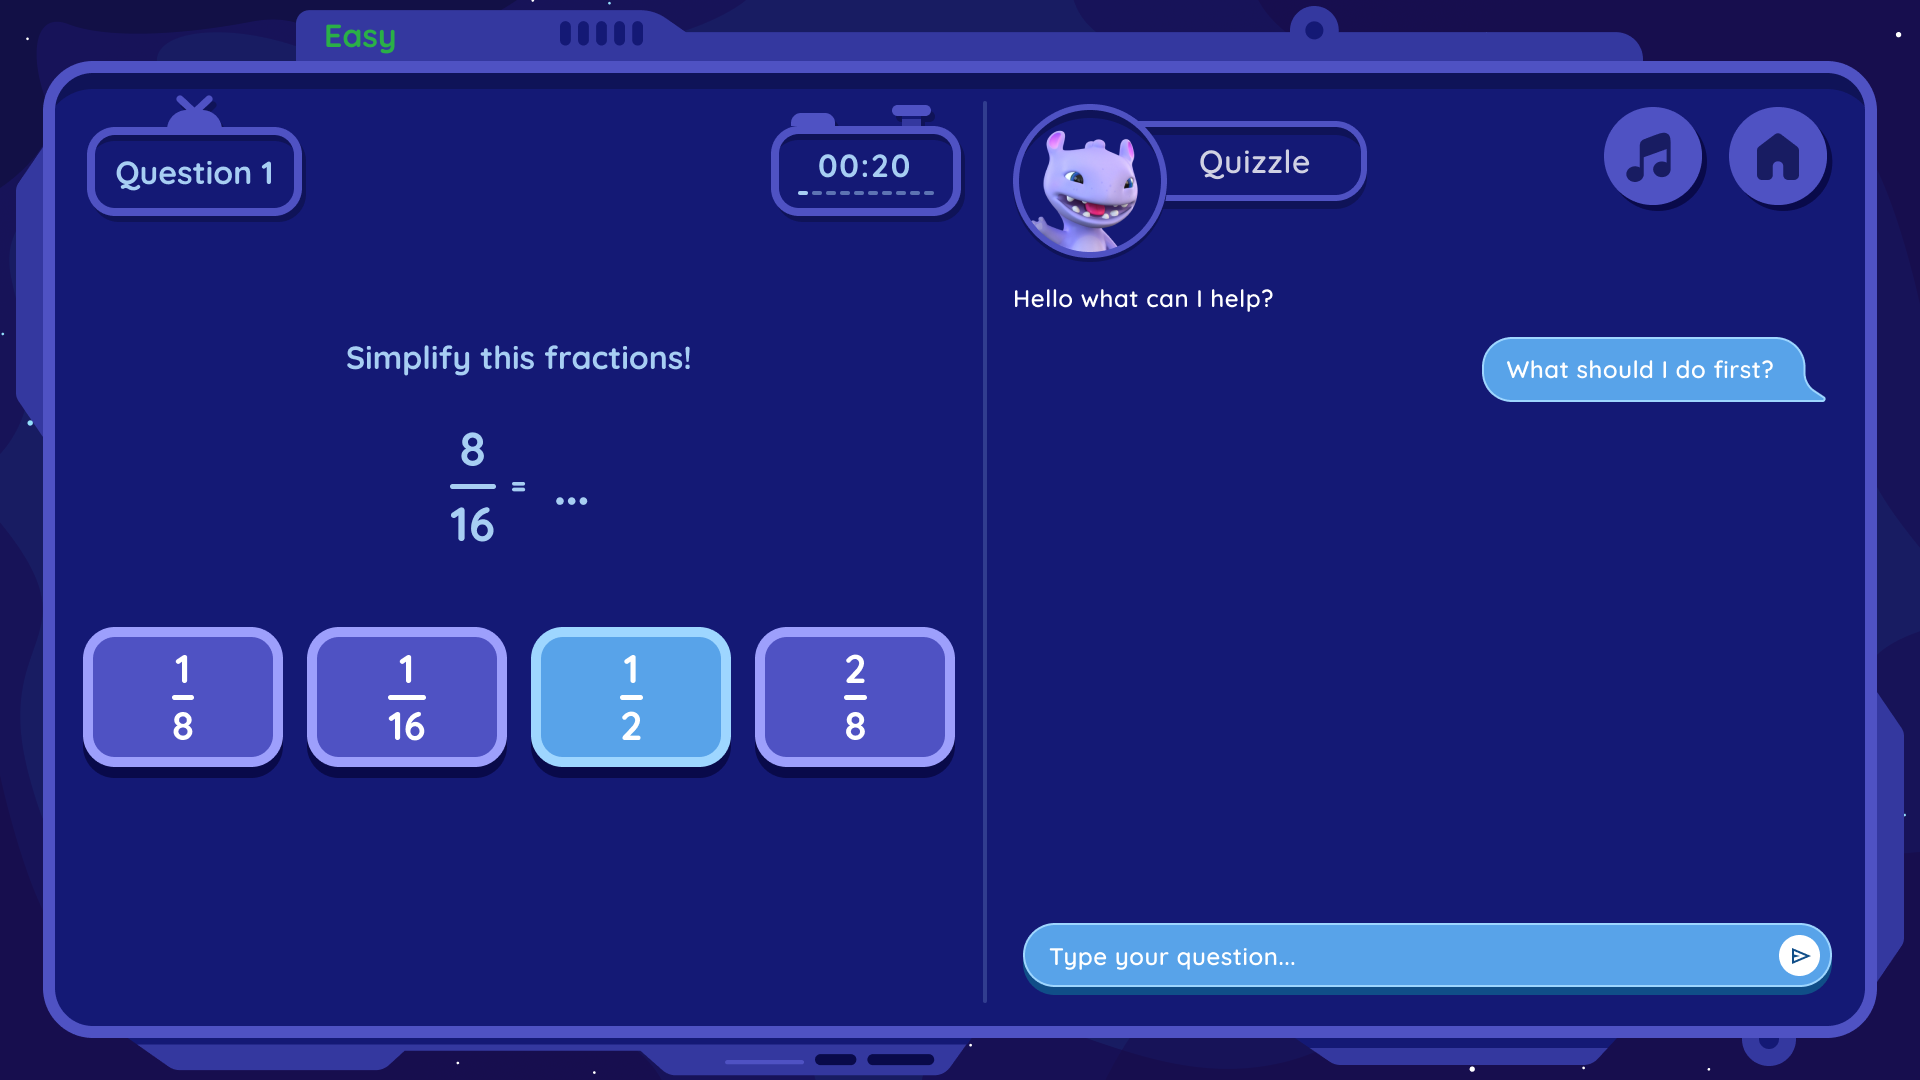 Easy
Question 1
00:20
Simplify this fractions!
8
16
= ...
1
8
1
16
1
2
2
8
Quizzle
Hello what can I help?
What should I do first?
Type your question...